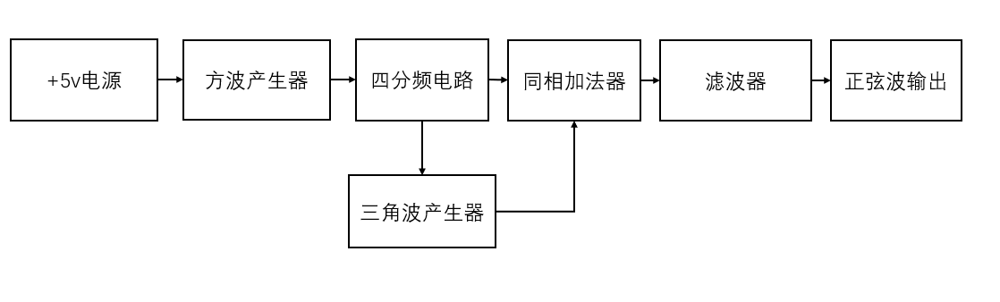 +5v电源
方波产生器
四分频电路
同相加法器
滤波器
正弦波输出
三角波产生器